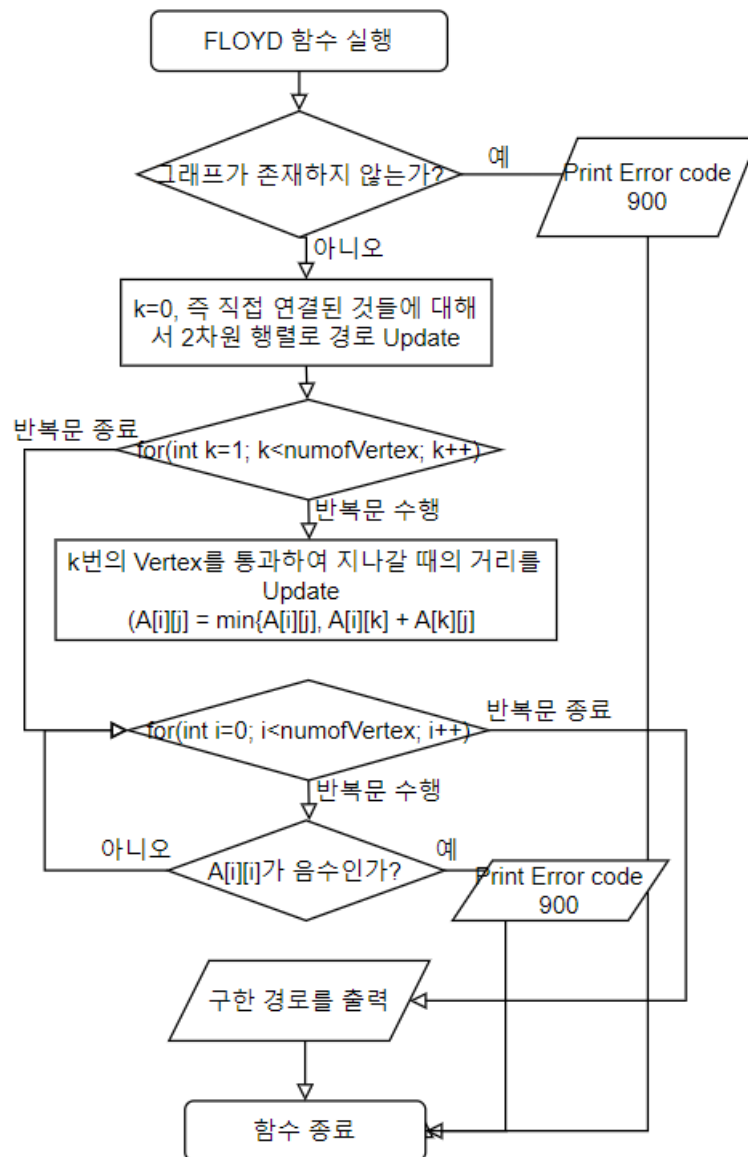 FLOYD 함수 실행
그래프가 존재하지 않는가?
예
Print Error code
900
아니오
k=0, 즉 직접 연결된 것들에 대해
서 2차원 행렬로 경로 Update
반복문 종료
for(int k=1; k<numofVertex; k++)
반복문 수행
k번의 Vertex를 통과하여 지나갈 때의 거리를
Update
(A[i][j] = min{A[i][j], A[i][k] + A[k][j]
for(int i=0; i<numofVertex; i++)
반복문 종료
반복문 수행
아니오
A[i][i]가 음수인가?
예
Print Error code
900
구한 경로를 출력
함수 종료